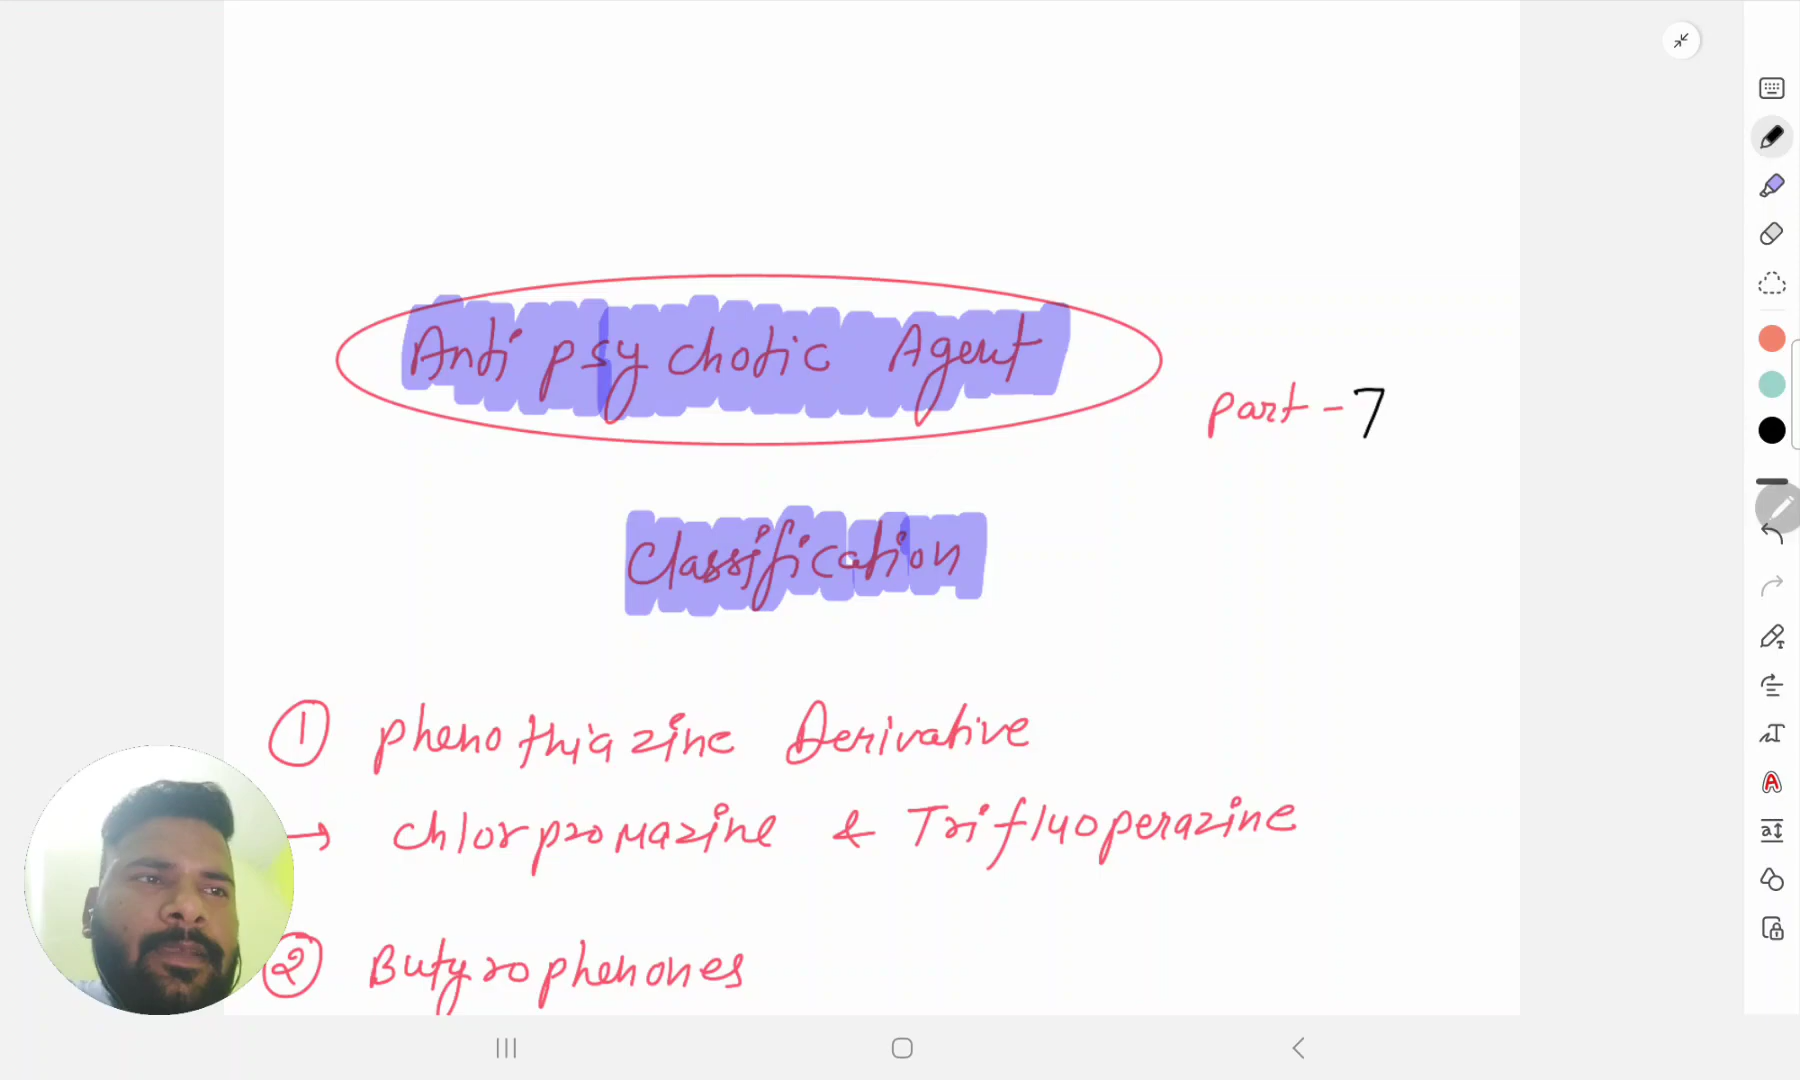 Anti psychotic Agent
part - 7
Classification
① phenothiazine Derivative
→ chlorpromazine & Trifluoperazine
② Butyrophenones